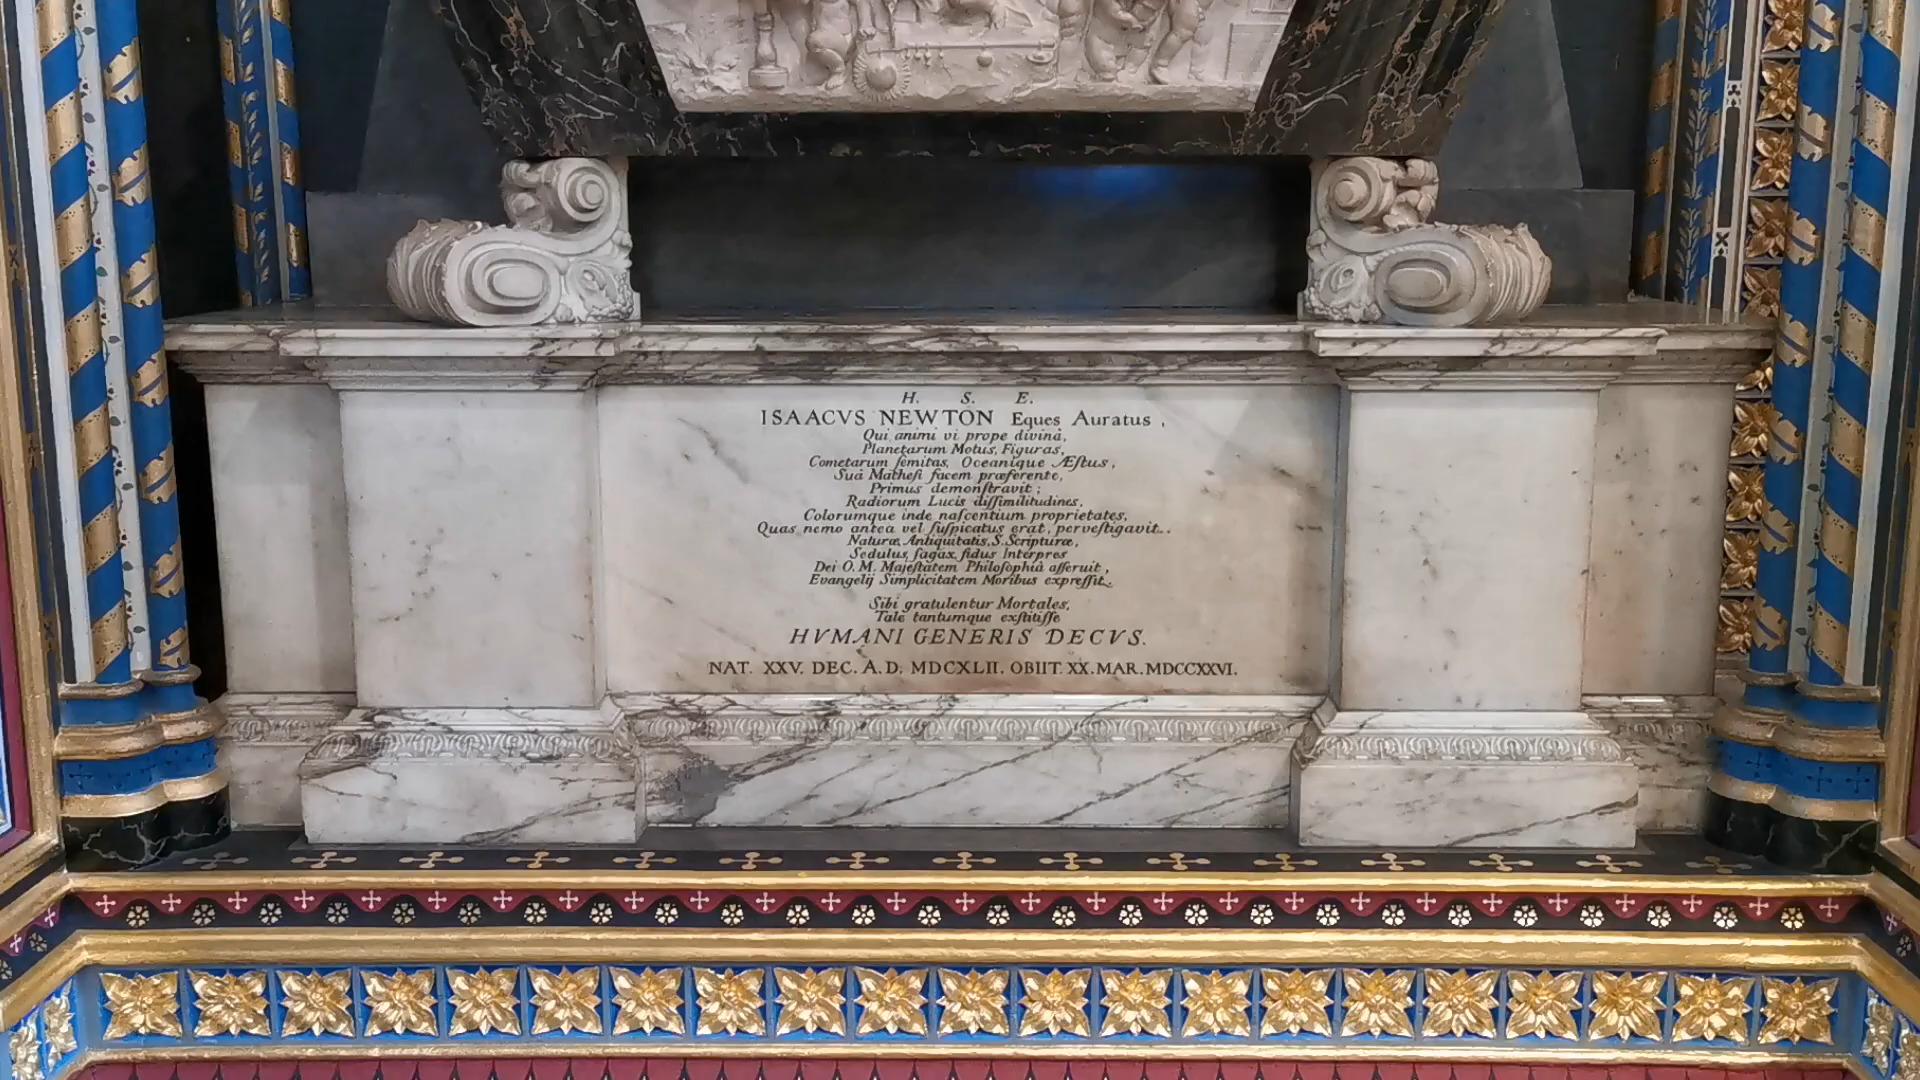 H. S. E.
ISAACVS NEWTON Eques Auratus,
Qui animi vi prope divinâ,
Planetarum Motus, Figuras,
Cometarum ſemitas, Oceanique Æſtus,
Suâ Matheſi facem præferente,
Primus demonſtravit;
Radiorum Lucis diſſimilitudines,
Colorumque inde naſcentium proprietates,
Quas nemo antea vel ſuſpicatus erat, perveſtigavit.
Naturæ, Antiquitatis, S. Scripturæ,
Sedulus, ſagax, fidus Interpres
Dei O. M. Majeſtatem Philoſophiâ aſſeruit,
Evangelij Simplicitatem Moribus expreſſit.
Sibi gratulentur Mortales,
Tale tantumque exſtitiſſe
HVMANI GENERIS DECVS.
NAT. XXV. DEC. A.D. MDCXLII. OBIIT. XX. MAR. MDCCXXVI.